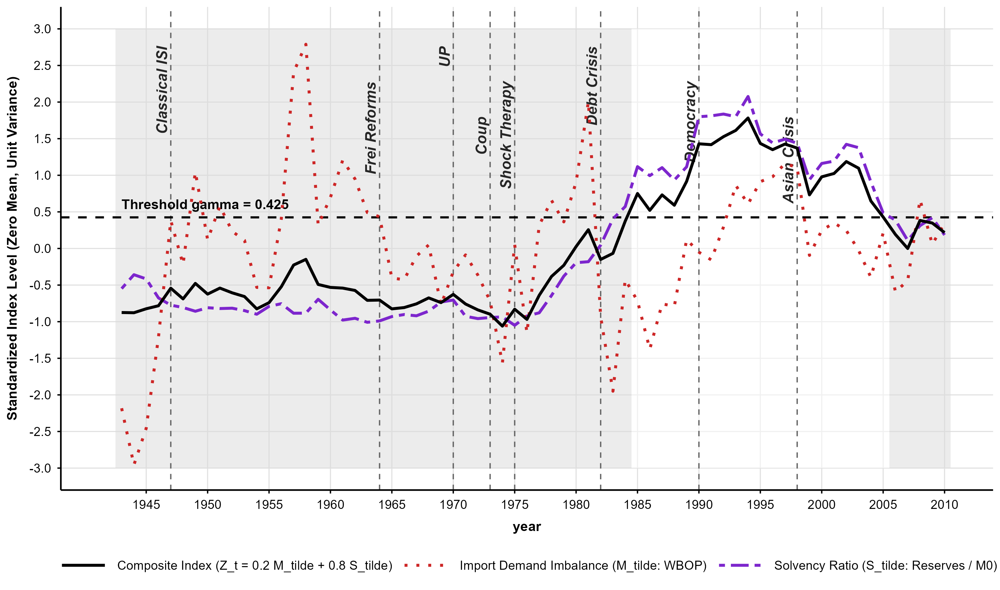 Standardized Index Level (Zero Mean, Unit Variance)
3.0
2.5
2.0
1.5
1.0
0.5
0.0
-0.5
-1.0
-1.5
-2.0
-2.5
-3.0
Classical ISI
Frei Reforms
UP
Coup
Shock Therapy
Debt Crisis
Democracy
Asian Crisis
Threshold gamma = 0.425
1945
1950
1955
1960
1965
1970
1975
1980
1985
1990
1995
2000
2005
2010
year
Composite Index (Z_t = 0.2 M_tilde + 0.8 S_tilde)
Import Demand Imbalance (M_tilde: WBOP)
Solvency Ratio (S_tilde: Reserves / M0)